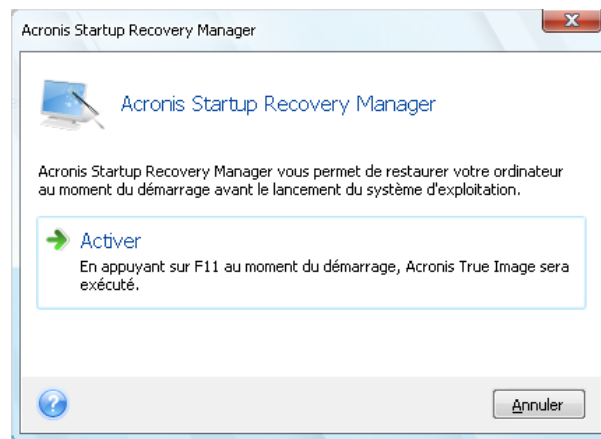 Acronis Startup Recovery Manager
Acronis Startup Recovery Manager
Acronis Startup Recovery Manager vous permet de restaurer votre ordinateur
au moment du démarrage avant le lancement du système d'exploitation.
Activer
En appuyant sur F11 au moment du démarrage, Acronis True Image sera
exécuté.
Annuler